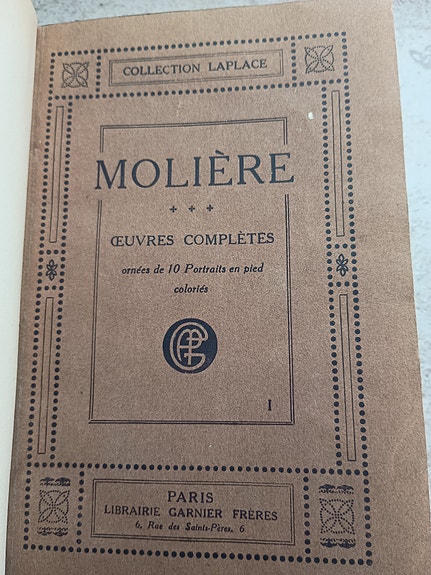 COLLECTION LAPLACE
MOLIÈRE
ŒUVRES COMPLÈTES
ornées de 10 Portraits en pied
coloriés
I
PARIS
LIBRAIRIE GARNIER FRÈRES
6, Rue des Saints-Pères, 6